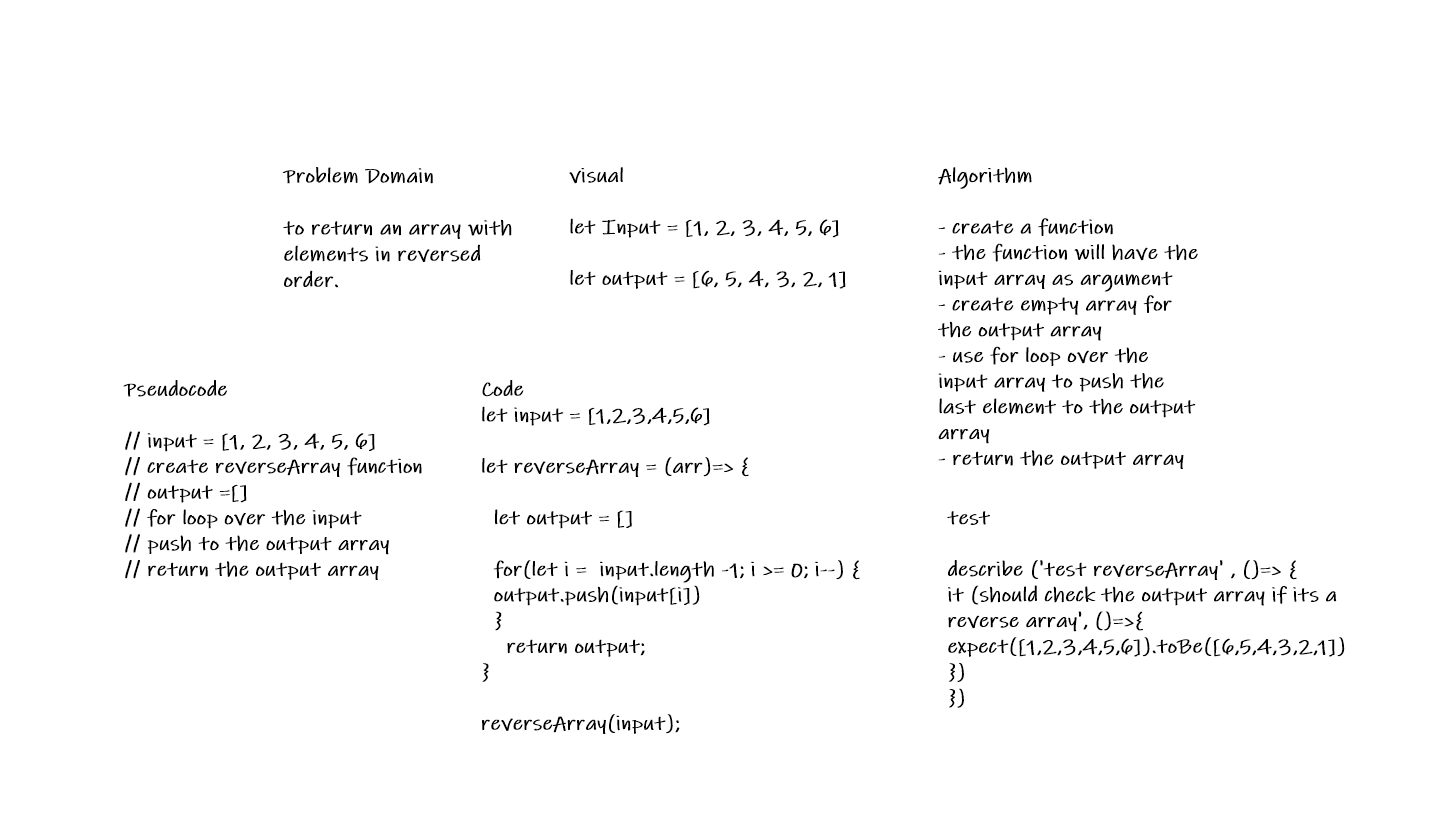 Problem Domain
to return an array with
elements in reversed
order.
visual
let Input = [1, 2, 3, 4, 5, 6]
let output = [6, 5, 4, 3, 2, 1]
Algorithm
- create a function
- the function will have the
input array as argument
- create empty array for
the output array
- use for loop over the
input array to push the
last element to the output
array
- return the output array
Pseudocode
// input = [1, 2, 3, 4, 5, 6]
// create reverseArray function
// output =[]
// for loop over the input
// push to the output array
// return the output array
Code
let input = [1,2,3,4,5,6]
let reverseArray = (arr)=> {
let output = []
for(let i =  input.length -1; i >= 0; i--) {
output.push(input[i])
}
return output;
}
reverseArray(input);
test
describe ('test reverseArray' , ()=> {
it (should check the output array if its a
reverse array', ()=>{
expect([1,2,3,4,5,6]).toBe([6,5,4,3,2,1])
})
})